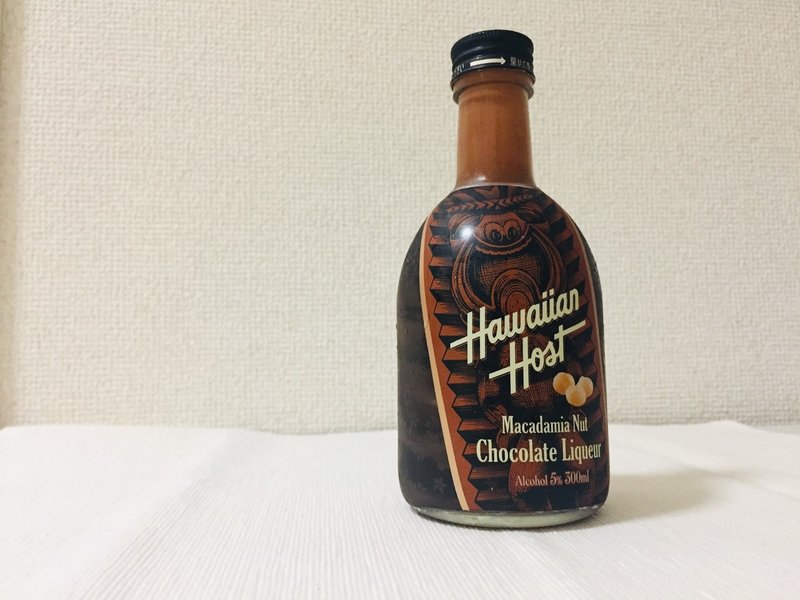 Hawaiian
Host
Macadamia Nut
Chocolate Liqueur
Alcohol 5% 300ml